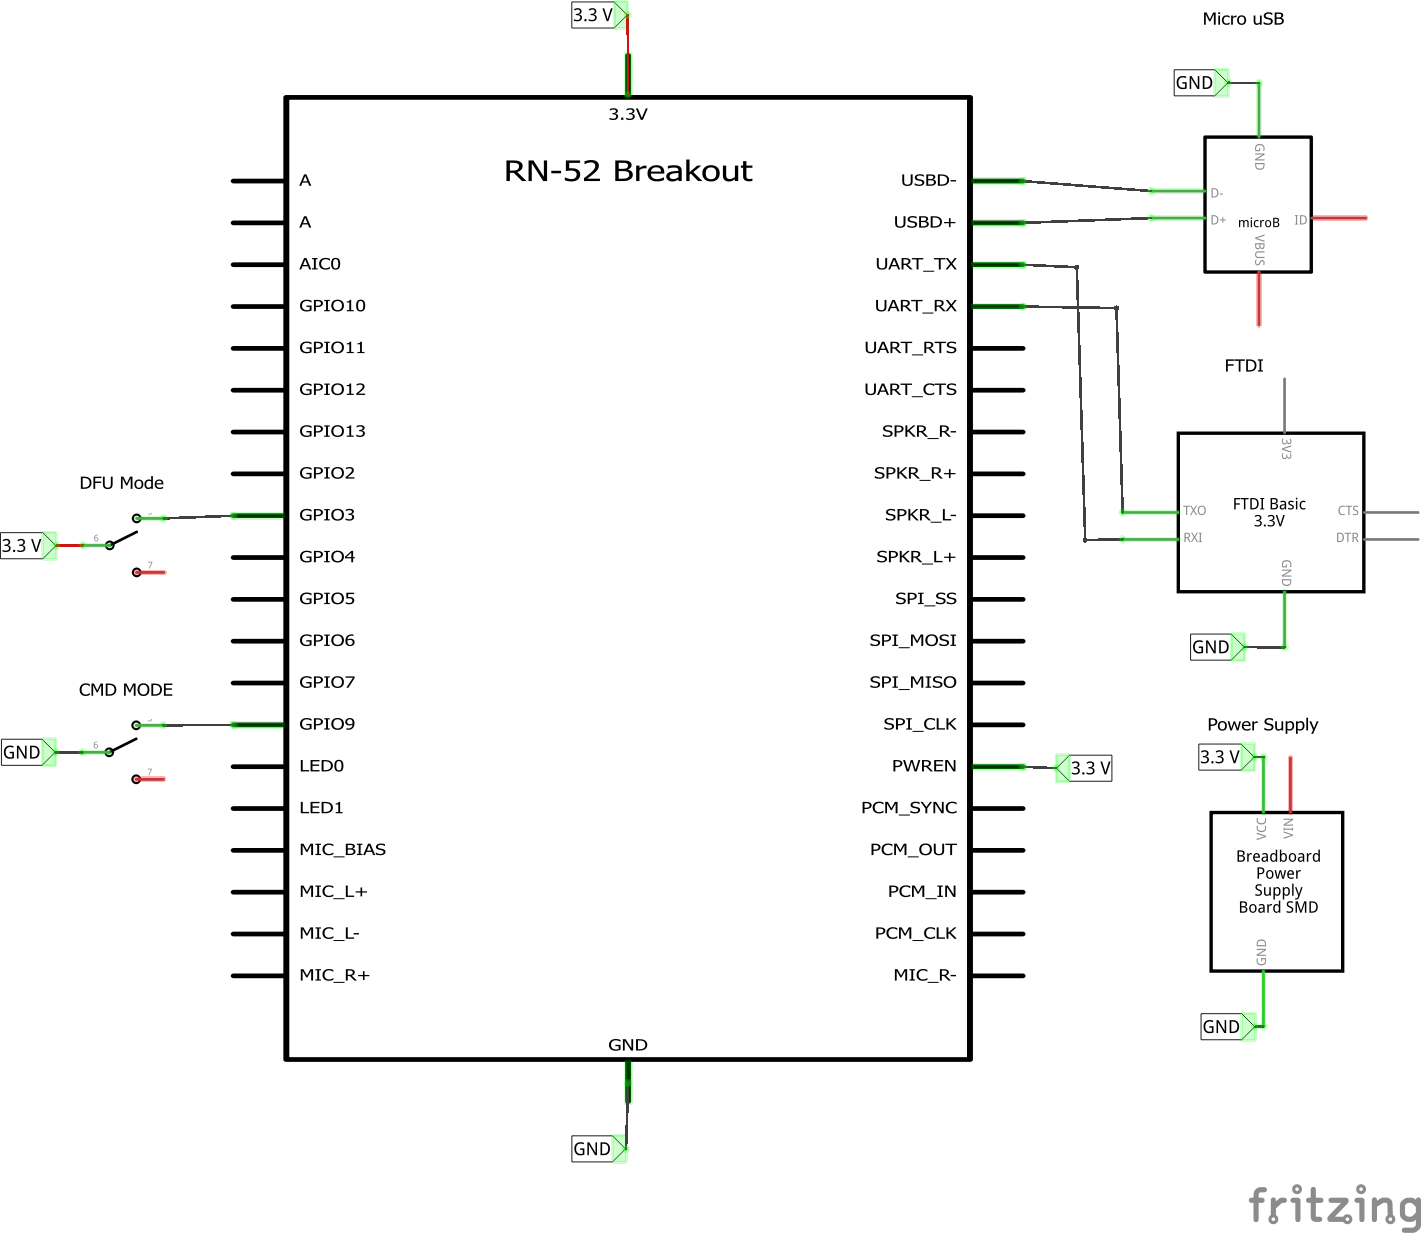 3.3 V
Micro uSB
GND
GND
D-
D+
microB
ID
VBUS
3.3V
RN-52 Breakout
A
A
AIC0
GPIO10
GPIO11
GPIO12
GPIO13
GPIO2
GPIO3
GPIO4
GPIO5
GPIO6
GPIO7
GPIO9
LED0
LED1
MIC_BIAS
MIC_L+
MIC_L-
MIC_R+
USBD-
USBD+
UART_TX
UART_RX
UART_RTS
UART_CTS
SPKR_R-
SPKR_R+
SPKR_L-
SPKR_L+
SPI_SS
SPI_MOSI
SPI_MISO
SPI_CLK
PWREN
PCM_SYNC
PCM_OUT
PCM_IN
PCM_CLK
MIC_R-
GND
GND
DFU Mode
3.3 V
6
7
CMD MODE
GND
6
7
FTDI
3V3
FTDI Basic
3.3V
TXO
RXI
CTS
DTR
GND
GND
3.3 V
Power Supply
3.3 V
VCC
VIN
Breadboard
Power
Supply
Board SMD
GND
GND
fritzing